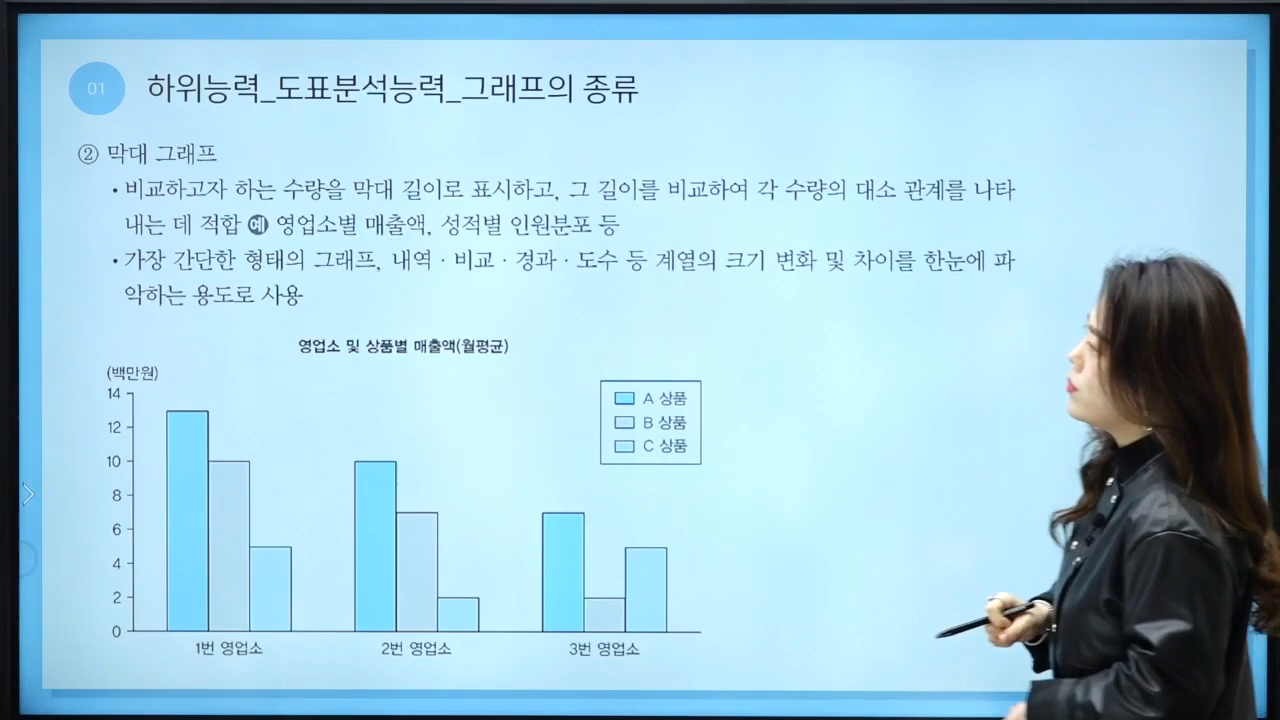 01
하위능력_도표분석능력_그래프의 종류
② 막대 그래프
• 비교하고자 하는 수량을 막대 길이로 표시하고, 그 길이를 비교하여 각 수량의 대소 관계를 나타
내는 데 적합 예 영업소별 매출액, 성적별 인원분포 등
• 가장 간단한 형태의 그래프, 내역 · 비교 · 경과 · 도수 등 계열의 크기 변화 및 차이를 한눈에 파
악하는 용도로 사용
영업소 및 상품별 매출액(월평균)
(백만원)
14
12
10
8
6
4
2
0
A 상품
B 상품
C 상품
1번 영업소 2번 영업소 3번 영업소